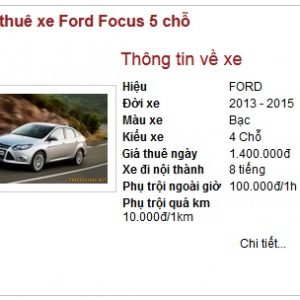 thuê xe Ford Focus 5 chỗ
Thông tin về xe
Hiệu FORD
Đời xe 2013 - 2015
Màu xe Bạc
Kiểu xe 4 Chỗ
Giá thuê ngày 1.400.000đ
Xe đi nội thành 8 tiếng
Phụ trội ngoài giờ 100.000đ/1h
Phụ trội quá km
10.000đ/1km
Chi tiết...